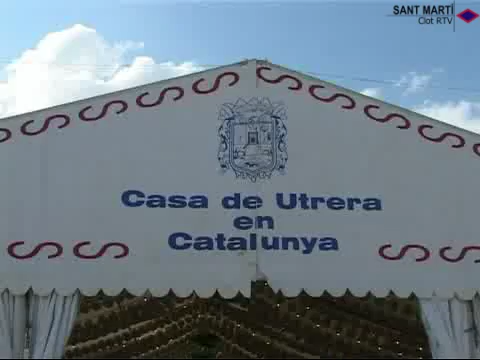 SANT MARTÍ
Clot RTV
Casa de Utrera
en
Catalunya